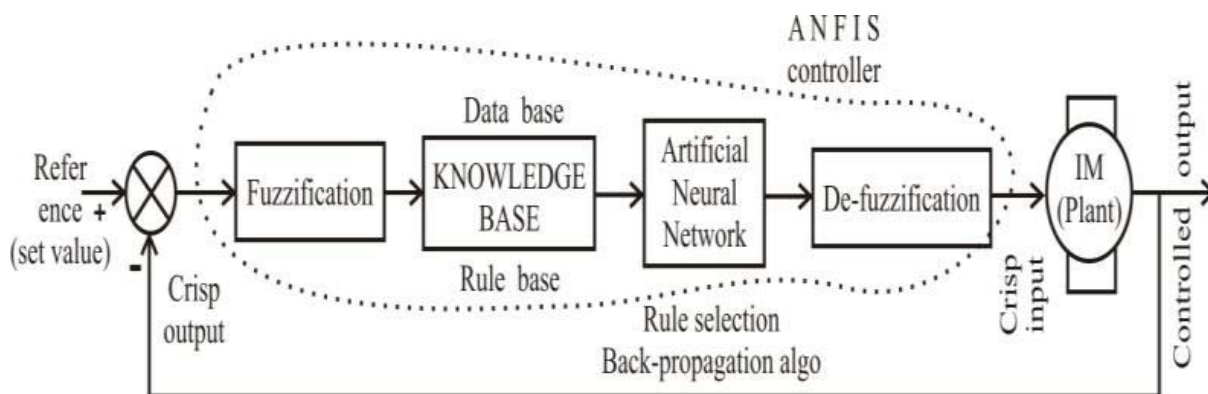 A N F I S
controller
Data base
Refer
ence +
(set value)
-
Fuzzification
KNOWLEDGE
BASE
Artificial
Neural
Network
De-fuzzification
IM
(Plant)
Controlled output
Crisp
output
Rule base
Crisp
input
Rule selection
Back-propagation algo